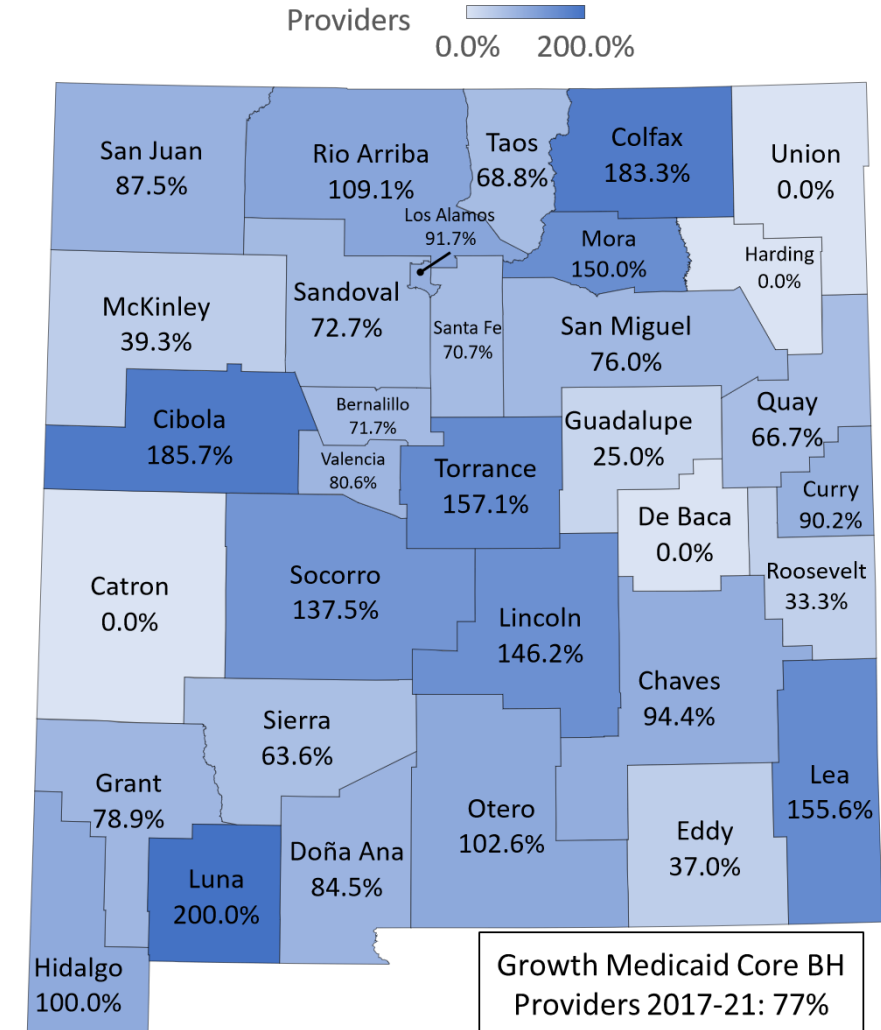 Providers
0.0% 200.0%
San Juan
87.5%
Rio Arriba
109.1%
Taos
68.8%
Colfax
183.3%
Union
0.0%
Los Alamos
91.7%
Mora
150.0%
Harding
0.0%
McKinley
39.3%
Sandoval
72.7%
Santa Fe
70.7%
San Miguel
76.0%
Cibola
185.7%
Bernalillo
71.7%
Valencia
80.6%
Torrance
157.1%
Guadalupe
25.0%
Quay
66.7%
Curry
90.2%
De Baca
0.0%
Roosevelt
33.3%
Catron
0.0%
Socorro
137.5%
Lincoln
146.2%
Chaves
94.4%
Sierra
63.6%
Grant
78.9%
Lea
155.6%
Otero
102.6%
Eddy
37.0%
Doña Ana
84.5%
Luna
200.0%
Hidalgo
100.0%
Growth Medicaid Core BH
Providers 2017-21: 77%